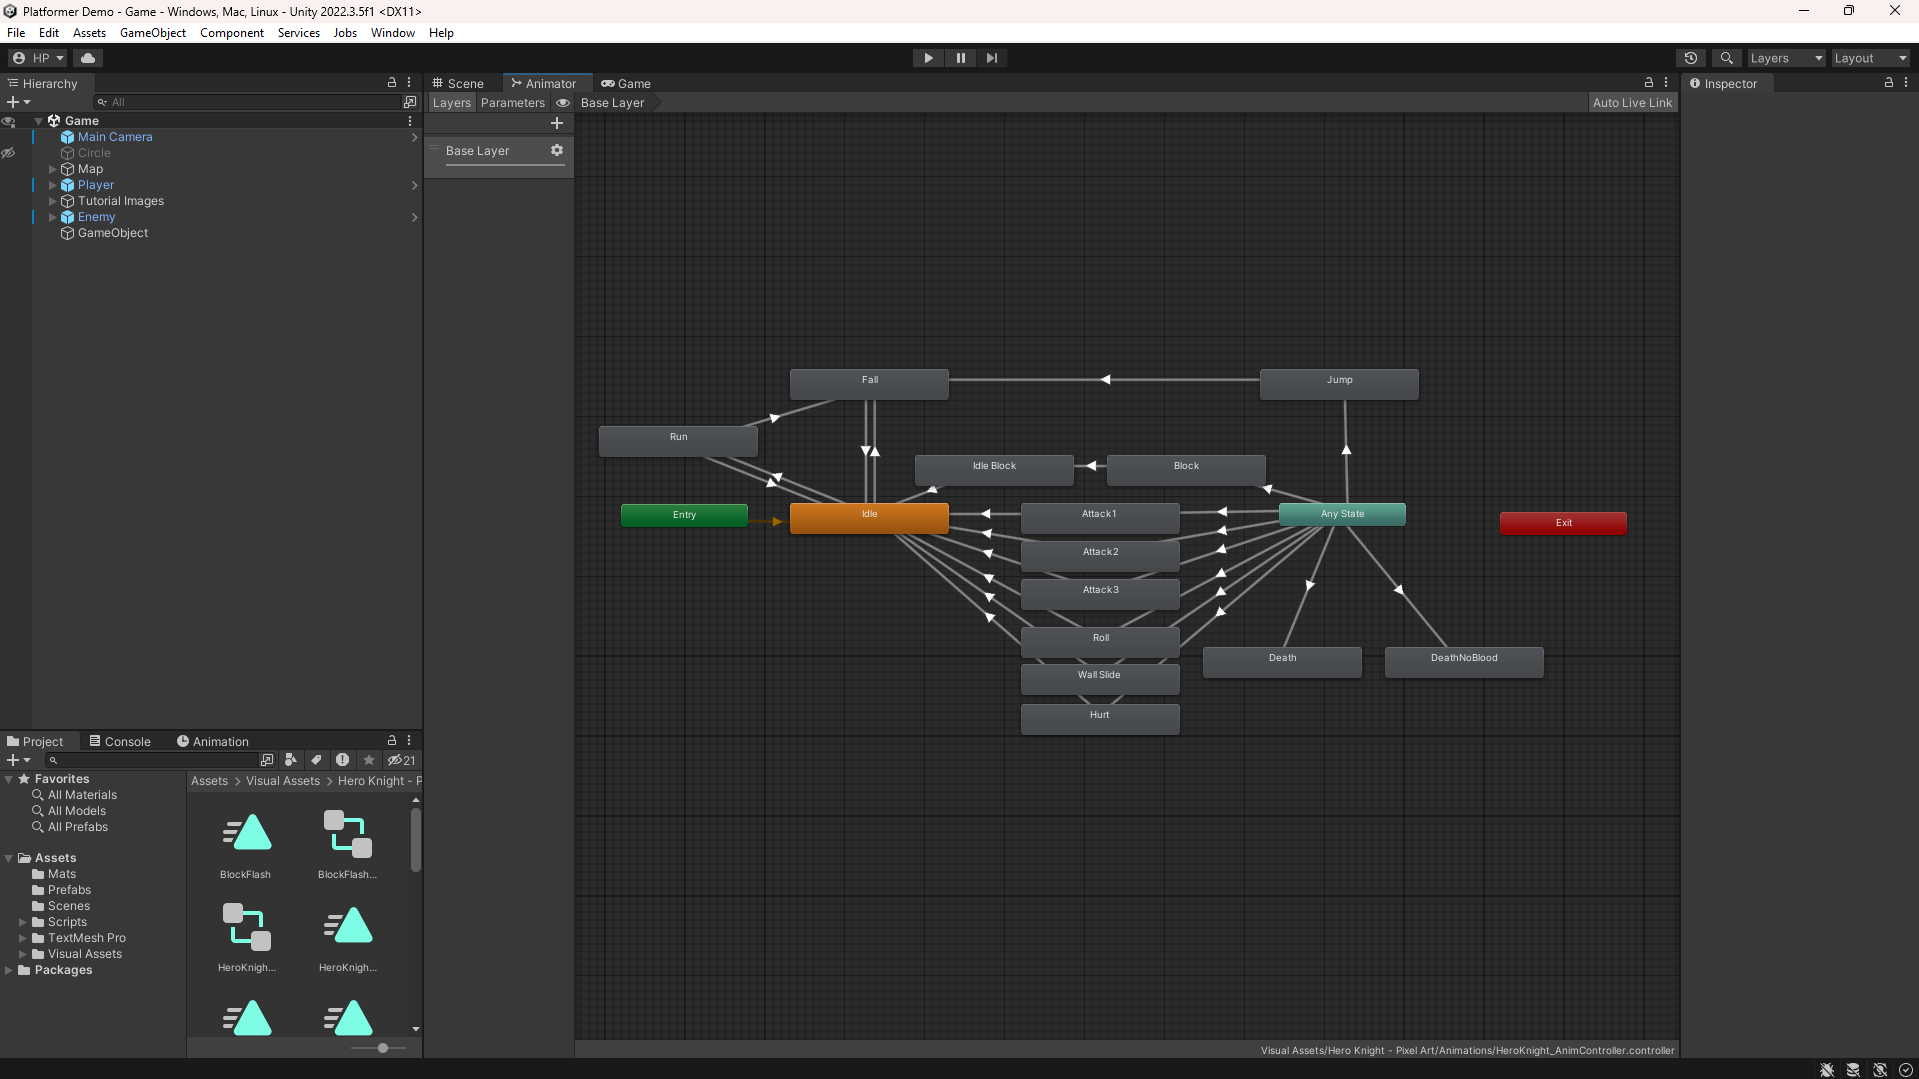 Platformer Demo - Game - Windows, Mac, Linux - Unity 2022.3.5f1 <DX11>
File Edit Assets GameObject Component Services Jobs Window Help
HP
Layers Layout
Hierarchy
All
Game
Main Camera
Circle
Map
Player
Tutorial Images
Enemy
GameObject
Scene Animator Game
Layers Parameters Base Layer Auto Live Link
Base Layer
Fall
Jump
Run
Idle Block
Block
Entry
Idle
Attack1
Any State
Exit
Attack2
Attack3
Roll
Death
DeathNoBlood
Wall Slide
Hurt
Visual Assets/Hero Knight - Pixel Art/Animations/HeroKnight_AnimController.controller
Inspector
Project Console Animation
21
Favorites
All Materials
All Models
All Prefabs
Assets
Mats
Prefabs
Scenes
Scripts
TextMesh Pro
Visual Assets
Packages
Assets > Visual Assets > Hero Knight - P
BlockFlash
BlockFlash...
HeroKnigh...
HeroKnigh...